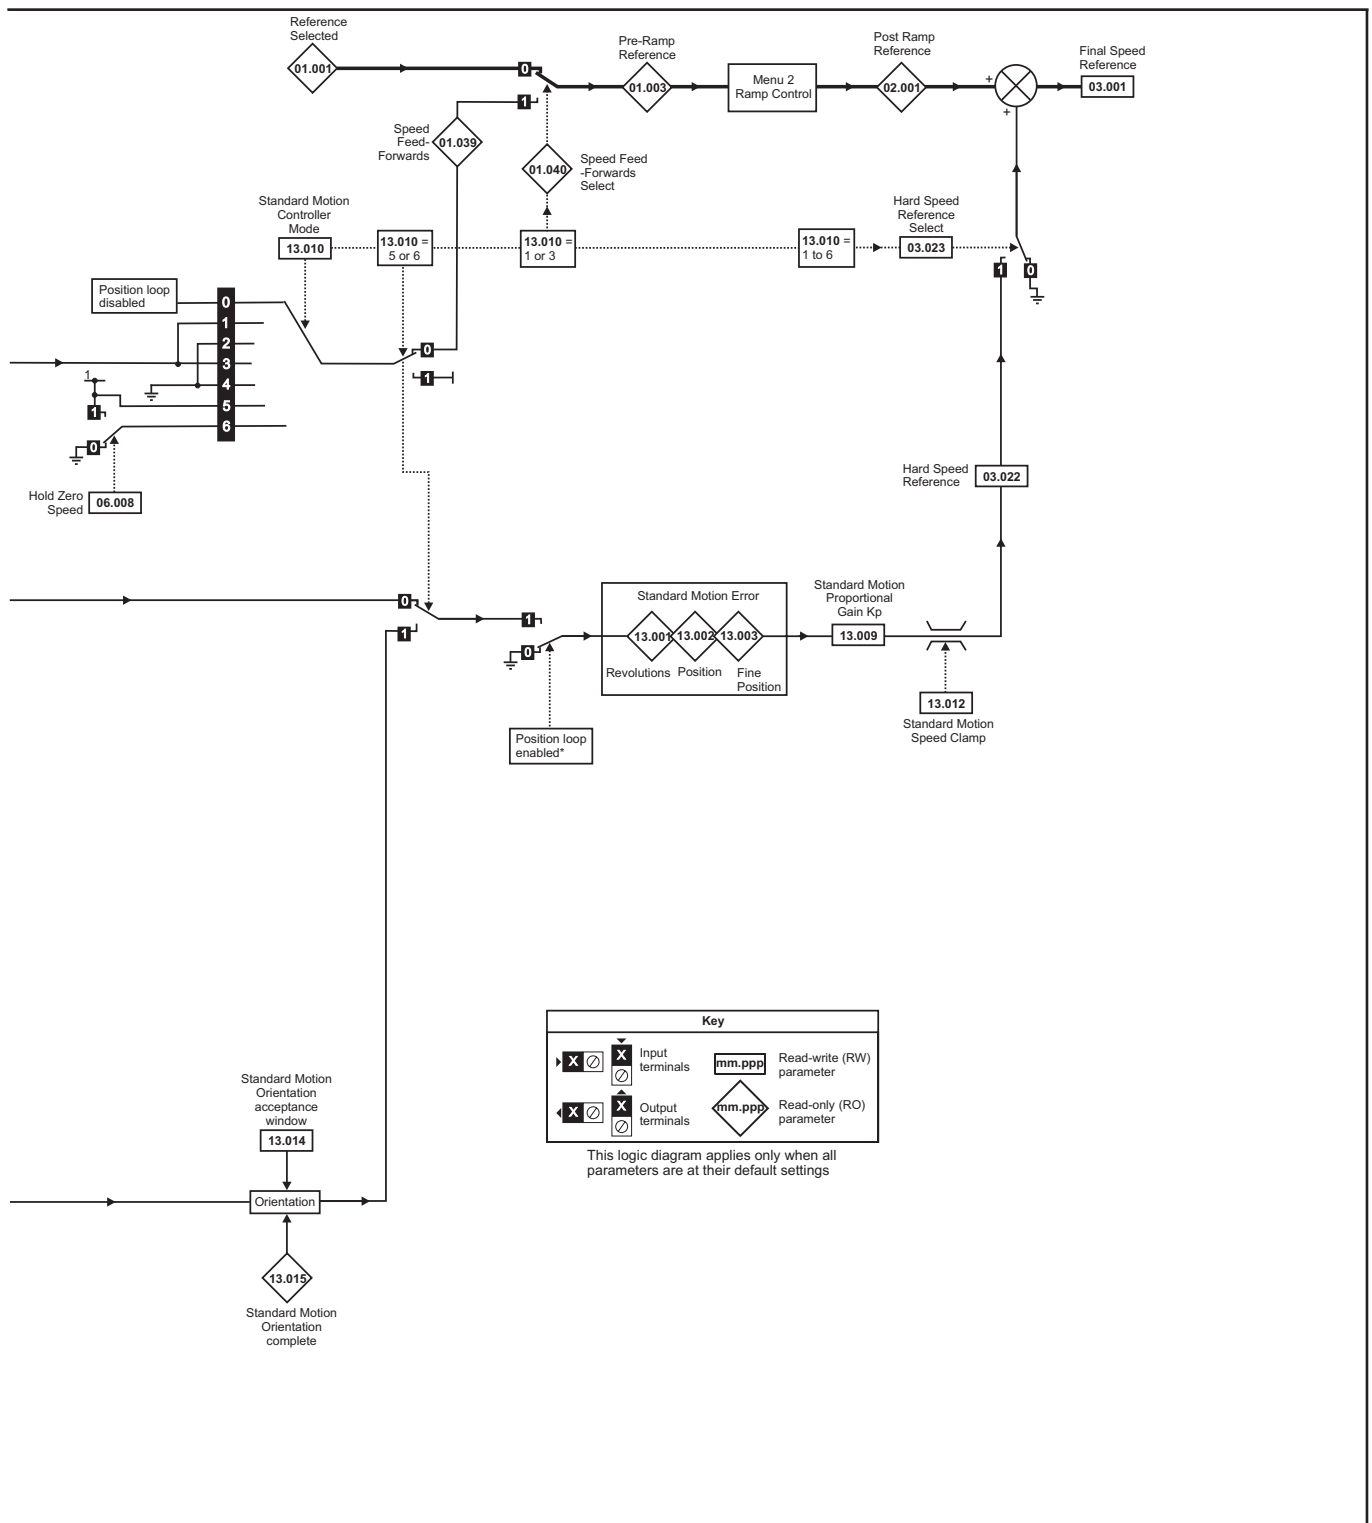 Reference
Selected
01.001
0
1
Pre-Ramp
Reference
01.003
Menu 2
Ramp Control
Post Ramp
Reference
02.001
+
+
Final Speed
Reference
03.001
Speed
Feed-
Forwards
01.039
01.040
Speed Feed
-Forwards
Select
Standard Motion
Controller
Mode
13.010
13.010 =
5 or 6
13.010 =
1 or 3
13.010 =
1 to 6
Hard Speed
Reference
Select
03.023
1
0
Position loop
disabled
0
1
2
3
4
5
6
1
1
0
0
1
Hold Zero
Speed
06.008
Hard Speed
Reference
03.022
0
1
1
0
Standard Motion Error
13.001
13.002
13.003
Revolutions
Position
Fine
Position
Standard Motion
Proportional
Gain Kp
13.009
13.012
Standard Motion
Speed Clamp
Position loop
enabled*
Key
X
X
Input
terminals
mm.ppp
Read-write (RW)
parameter
X
X
Output
terminals
mm.ppp
Read-only (RO)
parameter
This logic diagram applies only when all
parameters are at their default settings
Standard Motion
Orientation
acceptance
window
13.014
Orientation
13.015
Standard Motion
Orientation
complete